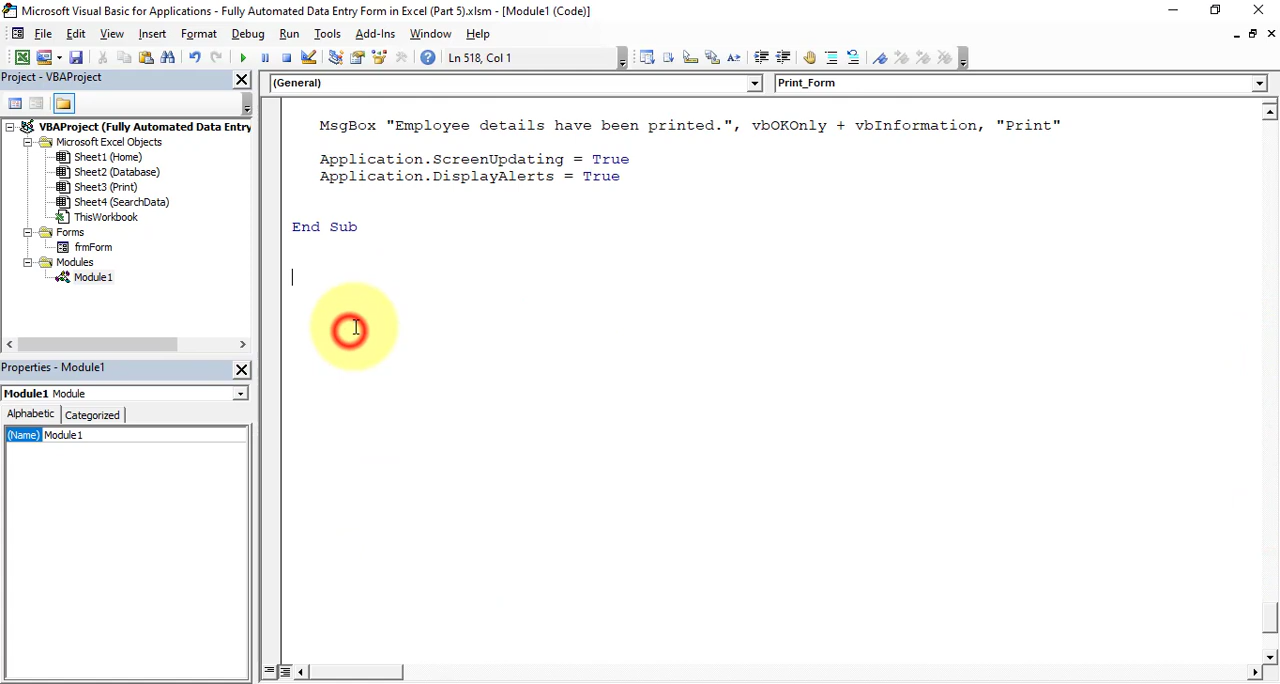 Microsoft Visual Basic for Applications - Fully Automated Data Entry Form in Excel (Part 5).xlsm - [Module1 (Code)]
File Edit View Insert Format Debug Run Tools Add-Ins Window Help
Ln 518, Col 1
Project - VBAProject
(General)
Print_Form
VBAProject (Fully Automated Data Entry
Microsoft Excel Objects
Sheet1 (Home)
Sheet2 (Database)
Sheet3 (Print)
Sheet4 (SearchData)
ThisWorkbook
Forms
frmForm
Modules
Module1
MsgBox "Employee details have been printed.", vbOKOnly + vbInformation, "Print"
Application.ScreenUpdating = True
Application.DisplayAlerts = True
End Sub
Properties - Module1
Module1 Module
Alphabetic Categorized
(Name) Module1